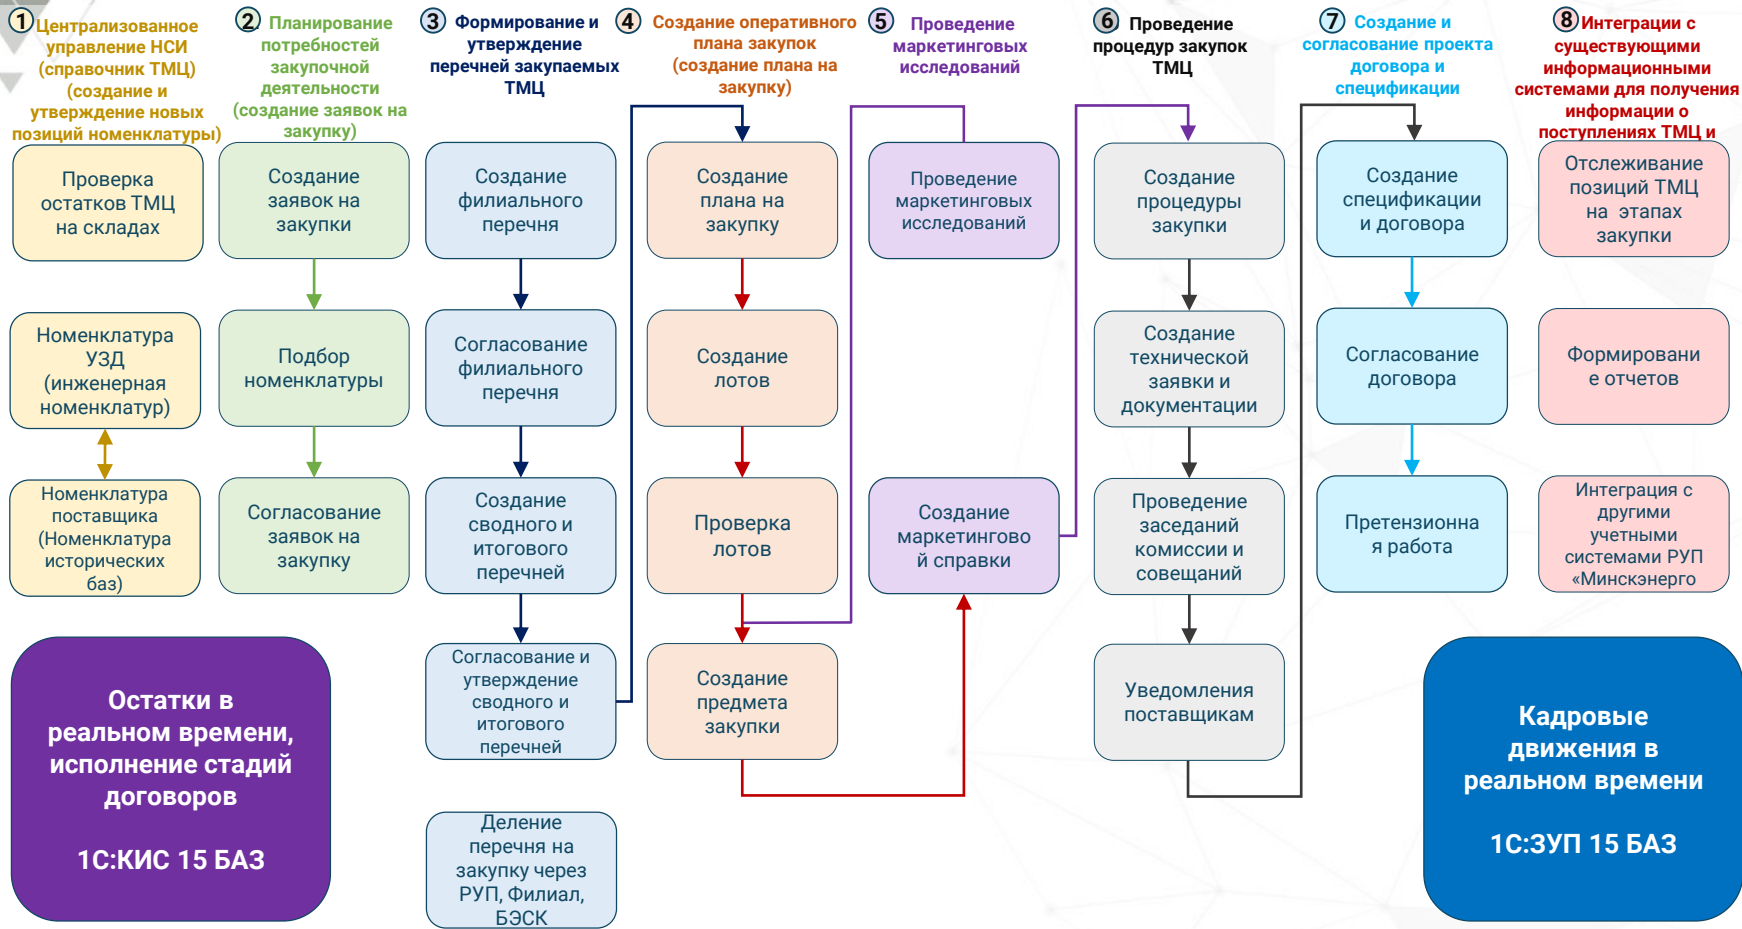 1
Централизованное
управление НСИ
(справочник ТМЦ)
(создание и
утверждение новых
позиций номенклатуры)
Проверка
остатков ТМЦ
на складах
Номенклатура
УЗД
(инженерная
номенклатур)
Номенклатура
поставщика
(Номенклатура
исторических
баз)
2
Планирование
потребностей
закупочной
деятельности
(создание заявок на
закупку)
Создание
заявок на
закупки
Подбор
номенклатуры
Согласование
заявок на
закупку
3
Формирование и
утверждение
перечней закупаемых
ТМЦ
Создание
филиального
перечня
Согласование
филиального
перечня
Создание
сводного и
итогового
перечней
Согласование и
утверждение
сводного и
итогового
перечней
Деление
перечня на
закупку через
РУП, Филиал,
БЭСК
4
Создание оперативного
плана закупок
(создание плана на
закупку)
Создание
плана на
закупку
Создание
лотов
Проверка
лотов
Создание
предмета
закупки
5
Проведение
маркетинговых
исследований
Проведение
маркетинговых
исследований
Создание
маркетингово
й справки
6
Проведение
процедур закупок
ТМЦ
Создание
процедуры
закупки
Создание
технической
заявки и
документации
Проведение
заседаний
комиссии и
совещаний
Уведомления
поставщикам
7
Создание и
согласование проекта
договора и
спецификации
Создание
спецификации
и договора
Согласование
договора
Претензионна
я работа
8
Интеграции с
существующими
информационными
системами для получения
информации о
поступлениях ТМЦ и
Отслеживание
позиций ТМЦ
на этапах
закупки
Формировани
е отчетов
Интеграция с
другими
учетными
системами РУП
«Минскэнерго
Остатки в
реальном времени,
исполнение стадий
договоров
1С:КИС 15 БАЗ
Кадровые
движения в
реальном времени
1С:ЗУП 15 БАЗ